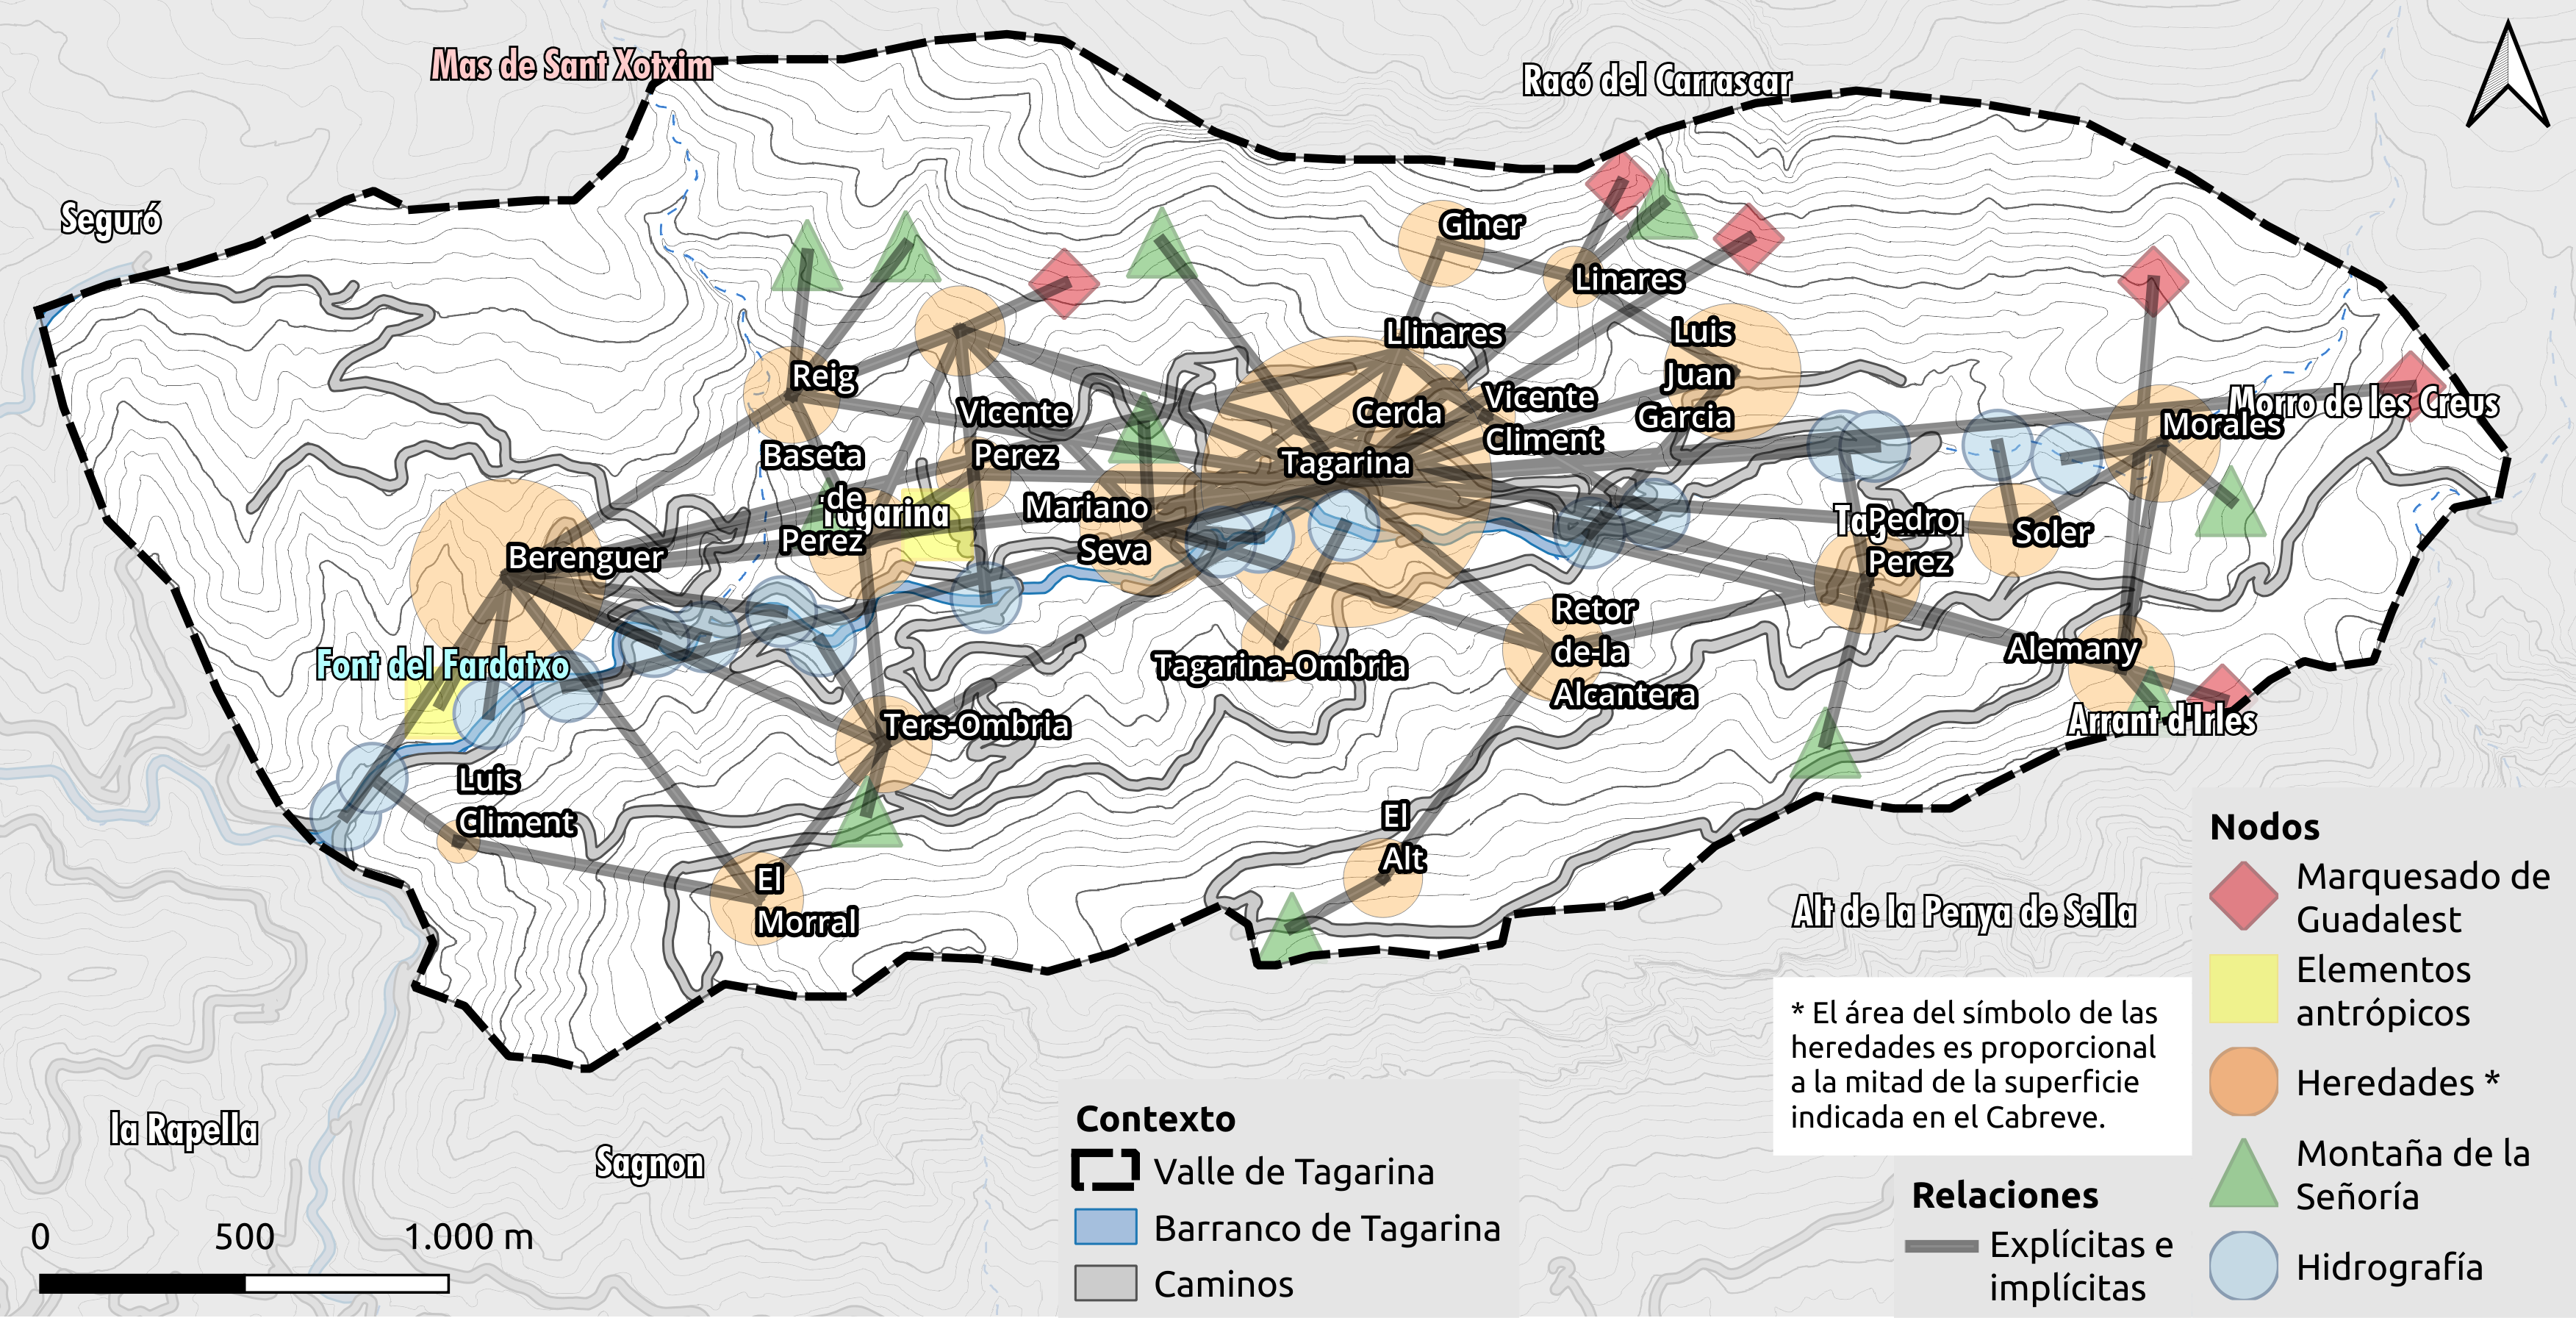 Mas de Sant Xotxim
Racó del Carrascar
Seguró
Giner
Linares
Llinares
Luis
Juan
Garcia
Reig
Vicente
Perez
Cerda
Vicente
Climent
Morro de les Creus
Morales
Baseta
de
Perez
Tagarina
Tagarina
Mariano
Seva
Pedro
Perez
Soler
Berenguer
Font del Fardatxo
Retor
de-la
Alcantera
Alemany
Tagarina-Ombria
Ters-Ombria
Arrant d'Irles
Luis
Climent
El
Alt
El
Morral
Alt de la Penya de Sella
la Rapella
Sagnon
0 500 1.000 m
Contexto
Valle de Tagarina
Barranco de Tagarina
Caminos
* El área del símbolo de las
heredades es proporcional
a la mitad de la superficie
indicada en el Cabreve.
Relaciones
Explícitas e
implícitas
Nodos
Marquesado de
Guadalest
Elementos
antrópicos
Heredades *
Montaña de la
Señoría
Hidrografía